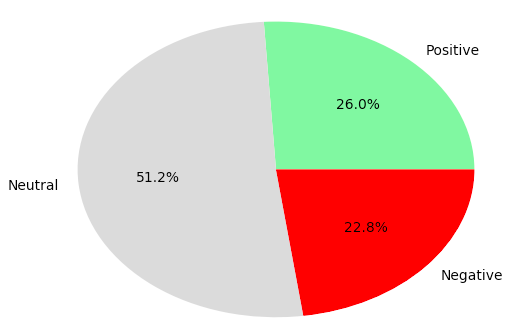 Positive
26.0%
Neutral
51.2%
22.8%
Negative